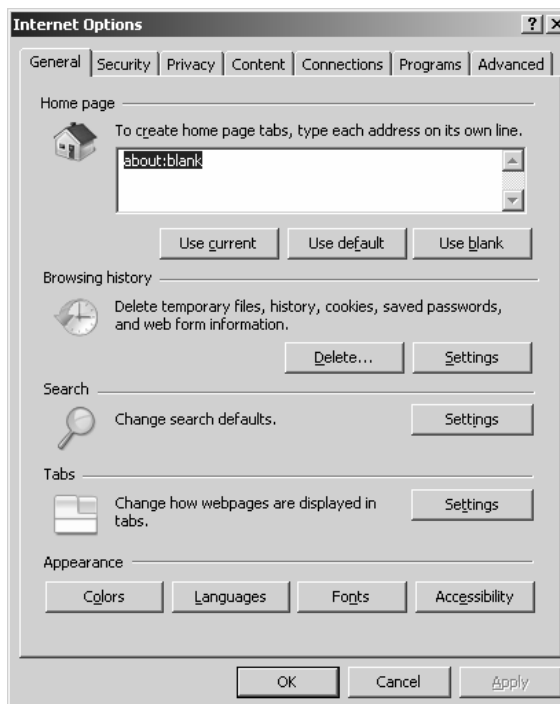 Internet Options
General Security Privacy Content Connections Programs Advanced
Home page
To create home page tabs, type each address on its own line.
about:blank
Use current Use default Use blank
Browsing history
Delete temporary files, history, cookies, saved passwords,
and web form information.
Delete... Settings
Search
Change search defaults. Settings
Tabs
Change how webpages are displayed in Settings
tabs.
Appearance
Colors Languages Fonts Accessibility
OK Cancel Apply